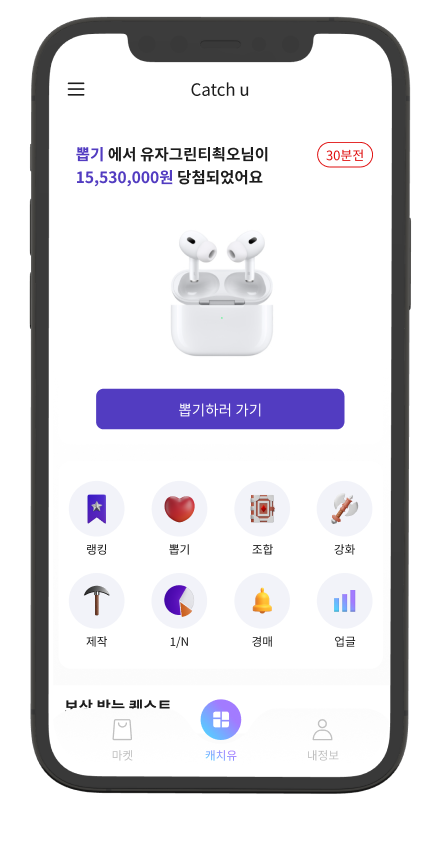 Catch u
뽑기 에서 유자그린티쵝오님이
30분전
15,530,000원 당첨되었어요
뽑기하러 가기
랭킹
뽑기
조합
강화
제작
1/N
경매
업글
보상 받는 퀘스트
마켓
캐치유
내정보